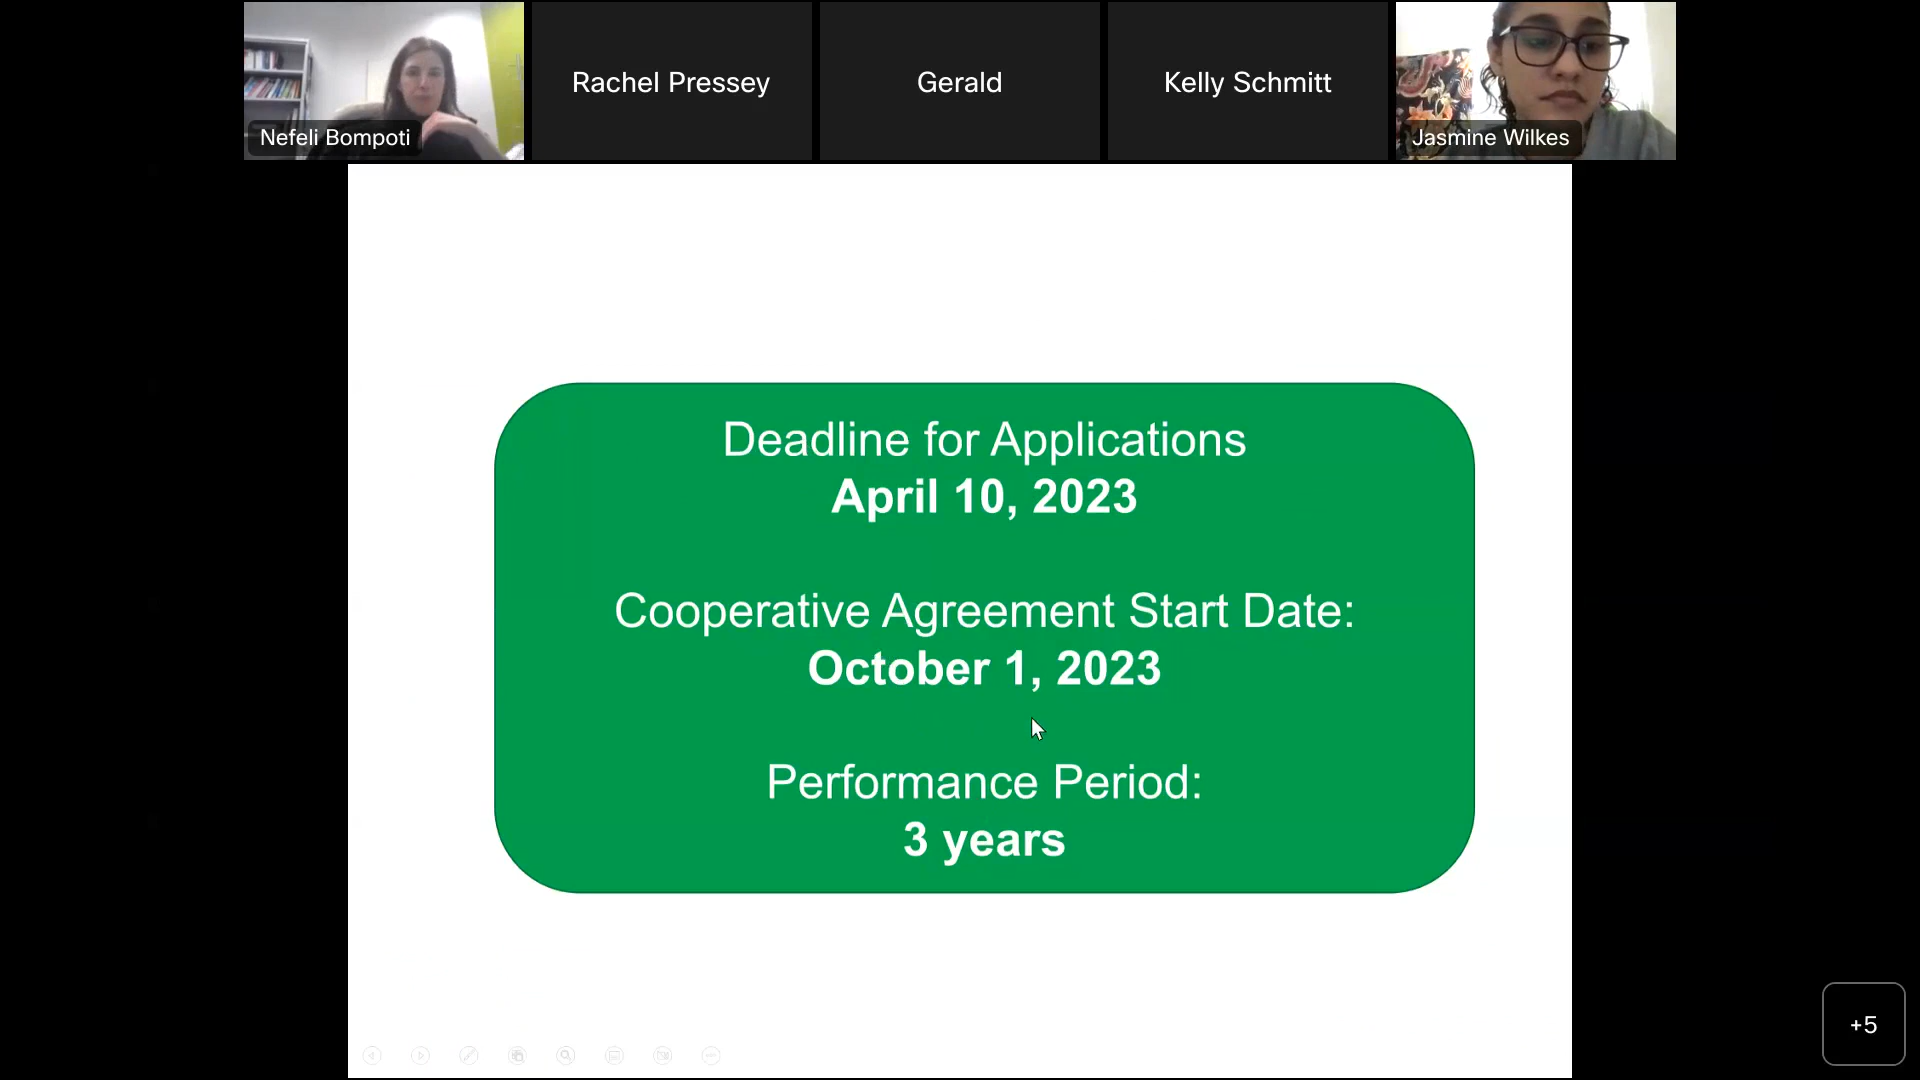 Nefeli Bompoti
Rachel Pressey
Gerald
Kelly Schmitt
Jasmine Wilkes
Deadline for Applications
April 10, 2023
Cooperative Agreement Start Date:
October 1, 2023
Performance Period:
3 years
+5